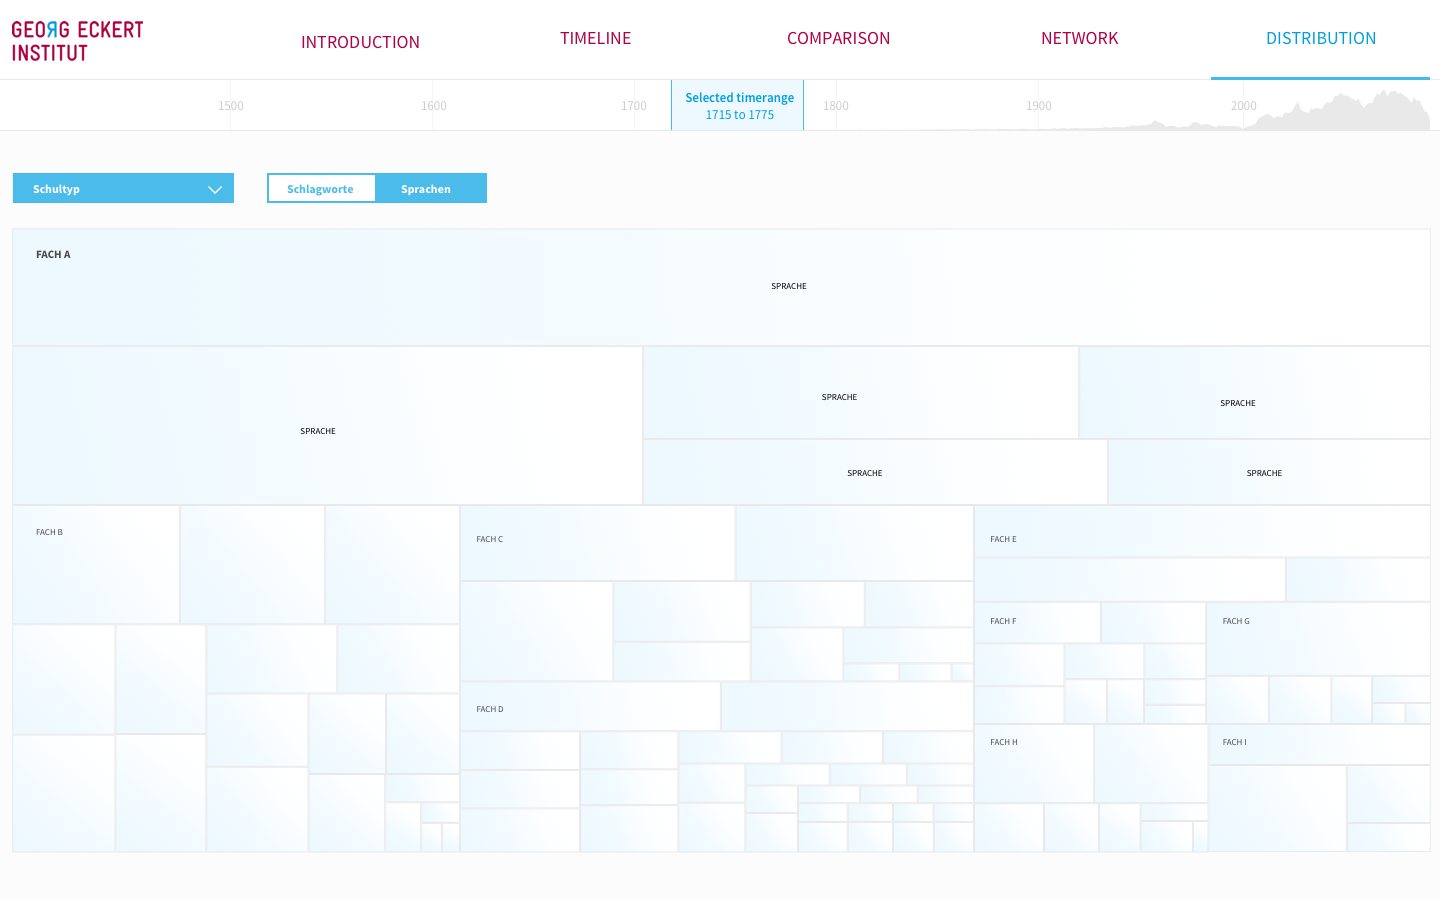 GEORG ECKERT
INSTITUT
INTRODUCTION
TIMELINE
COMPARISON
NETWORK
DISTRIBUTION
1500
1600
1700
Selected timerange
1715 to 1775
1800
1900
2000
Schultyp
Schlagworte
Sprachen
FACH A
SPRACHE
SPRACHE
SPRACHE
SPRACHE
SPRACHE
SPRACHE
FACH B
FACH C
FACH E
FACH F
FACH G
FACH D
FACH H
FACH I